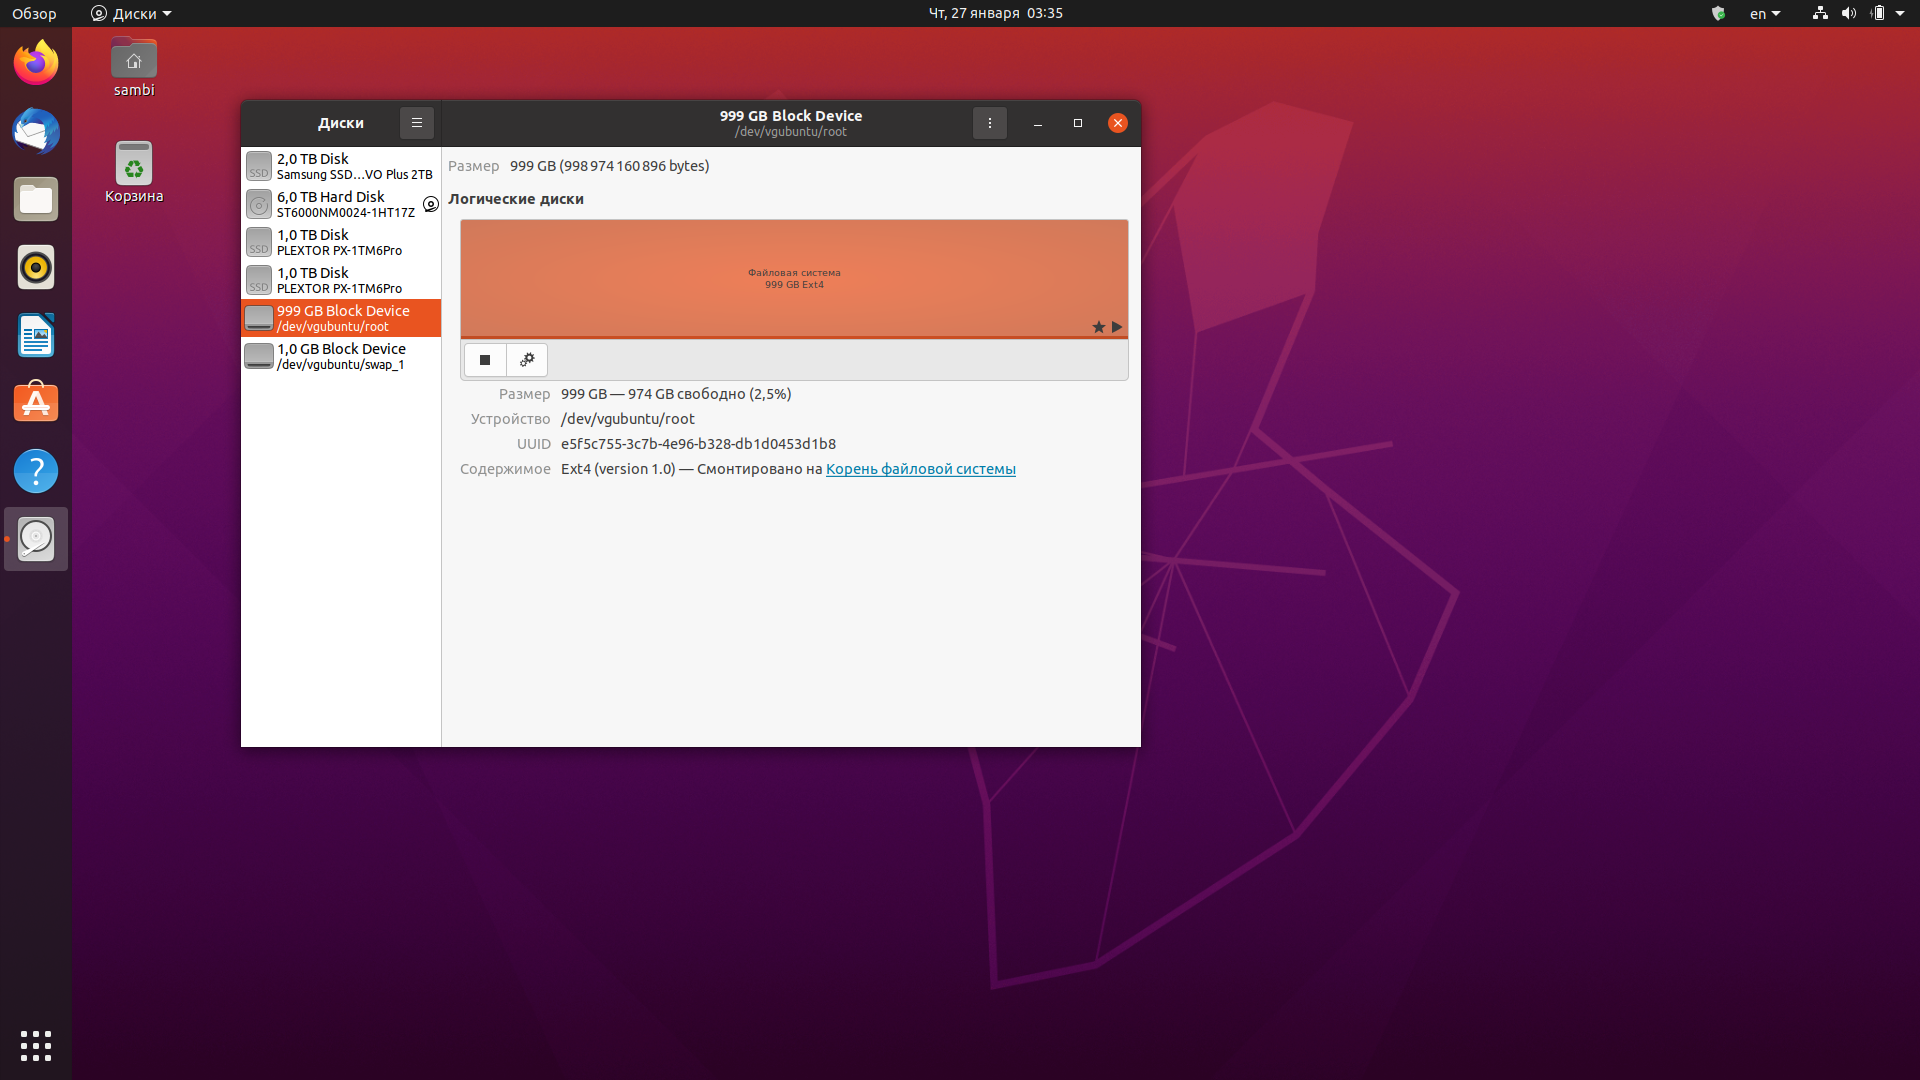 Обзор
Диски
Чт, 27 января 03:35
en
sambi
Корзина
Диски
999 GB Block Device
/dev/vgubuntu/root
2,0 TB Disk
Samsung SSD…VO Plus 2TB
6,0 TB Hard Disk
ST6000NM0024-1HT17Z
1,0 TB Disk
PLEXTOR PX-1TM6Pro
1,0 TB Disk
PLEXTOR PX-1TM6Pro
999 GB Block Device
/dev/vgubuntu/root
1,0 GB Block Device
/dev/vgubuntu/swap_1
SSD
SSD
SSD
Размер 999 GB (998 974 160 896 bytes)
Логические диски
Файловая система
999 GB Ext4
Размер 999 GB — 974 GB свободно (2,5%)
Устройство /dev/vgubuntu/root
UUID e5f5c755-3c7b-4e96-b328-db1d0453d1b8
Содержимое Ext4 (version 1.0) — Смонтировано на Корень файловой системы